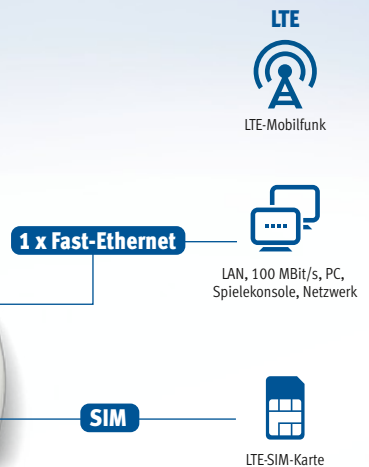 LTE
LTE-Mobilfunk
1 x Fast-Ethernet
LAN, 100 MBit/s, PC,
Spielekonsole, Netzwerk
SIM
LTE-SIM-Karte